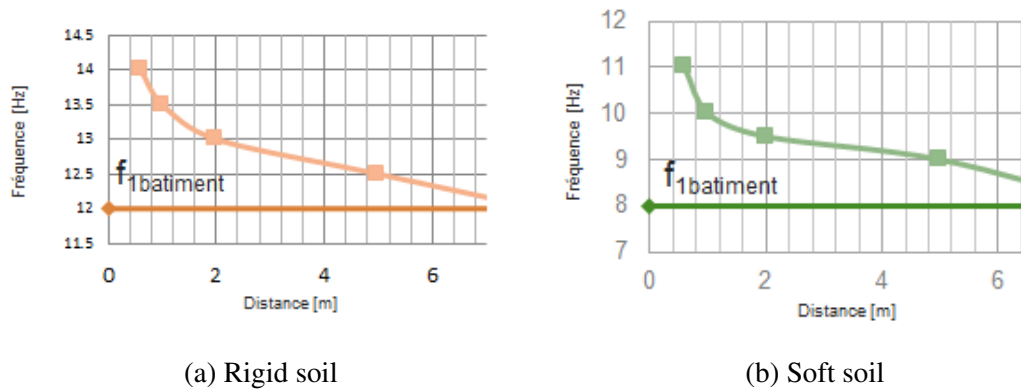 14.5
14
13.5
13
12.5
12
11.5
Fréquence [Hz]
f1batiment
0 2 4 6
Distance [m]
(a) Rigid soil
12
11
10
9
8
7
Fréquence [Hz]
f1batiment
0 2 4 6
Distance [m]
(b) Soft soil